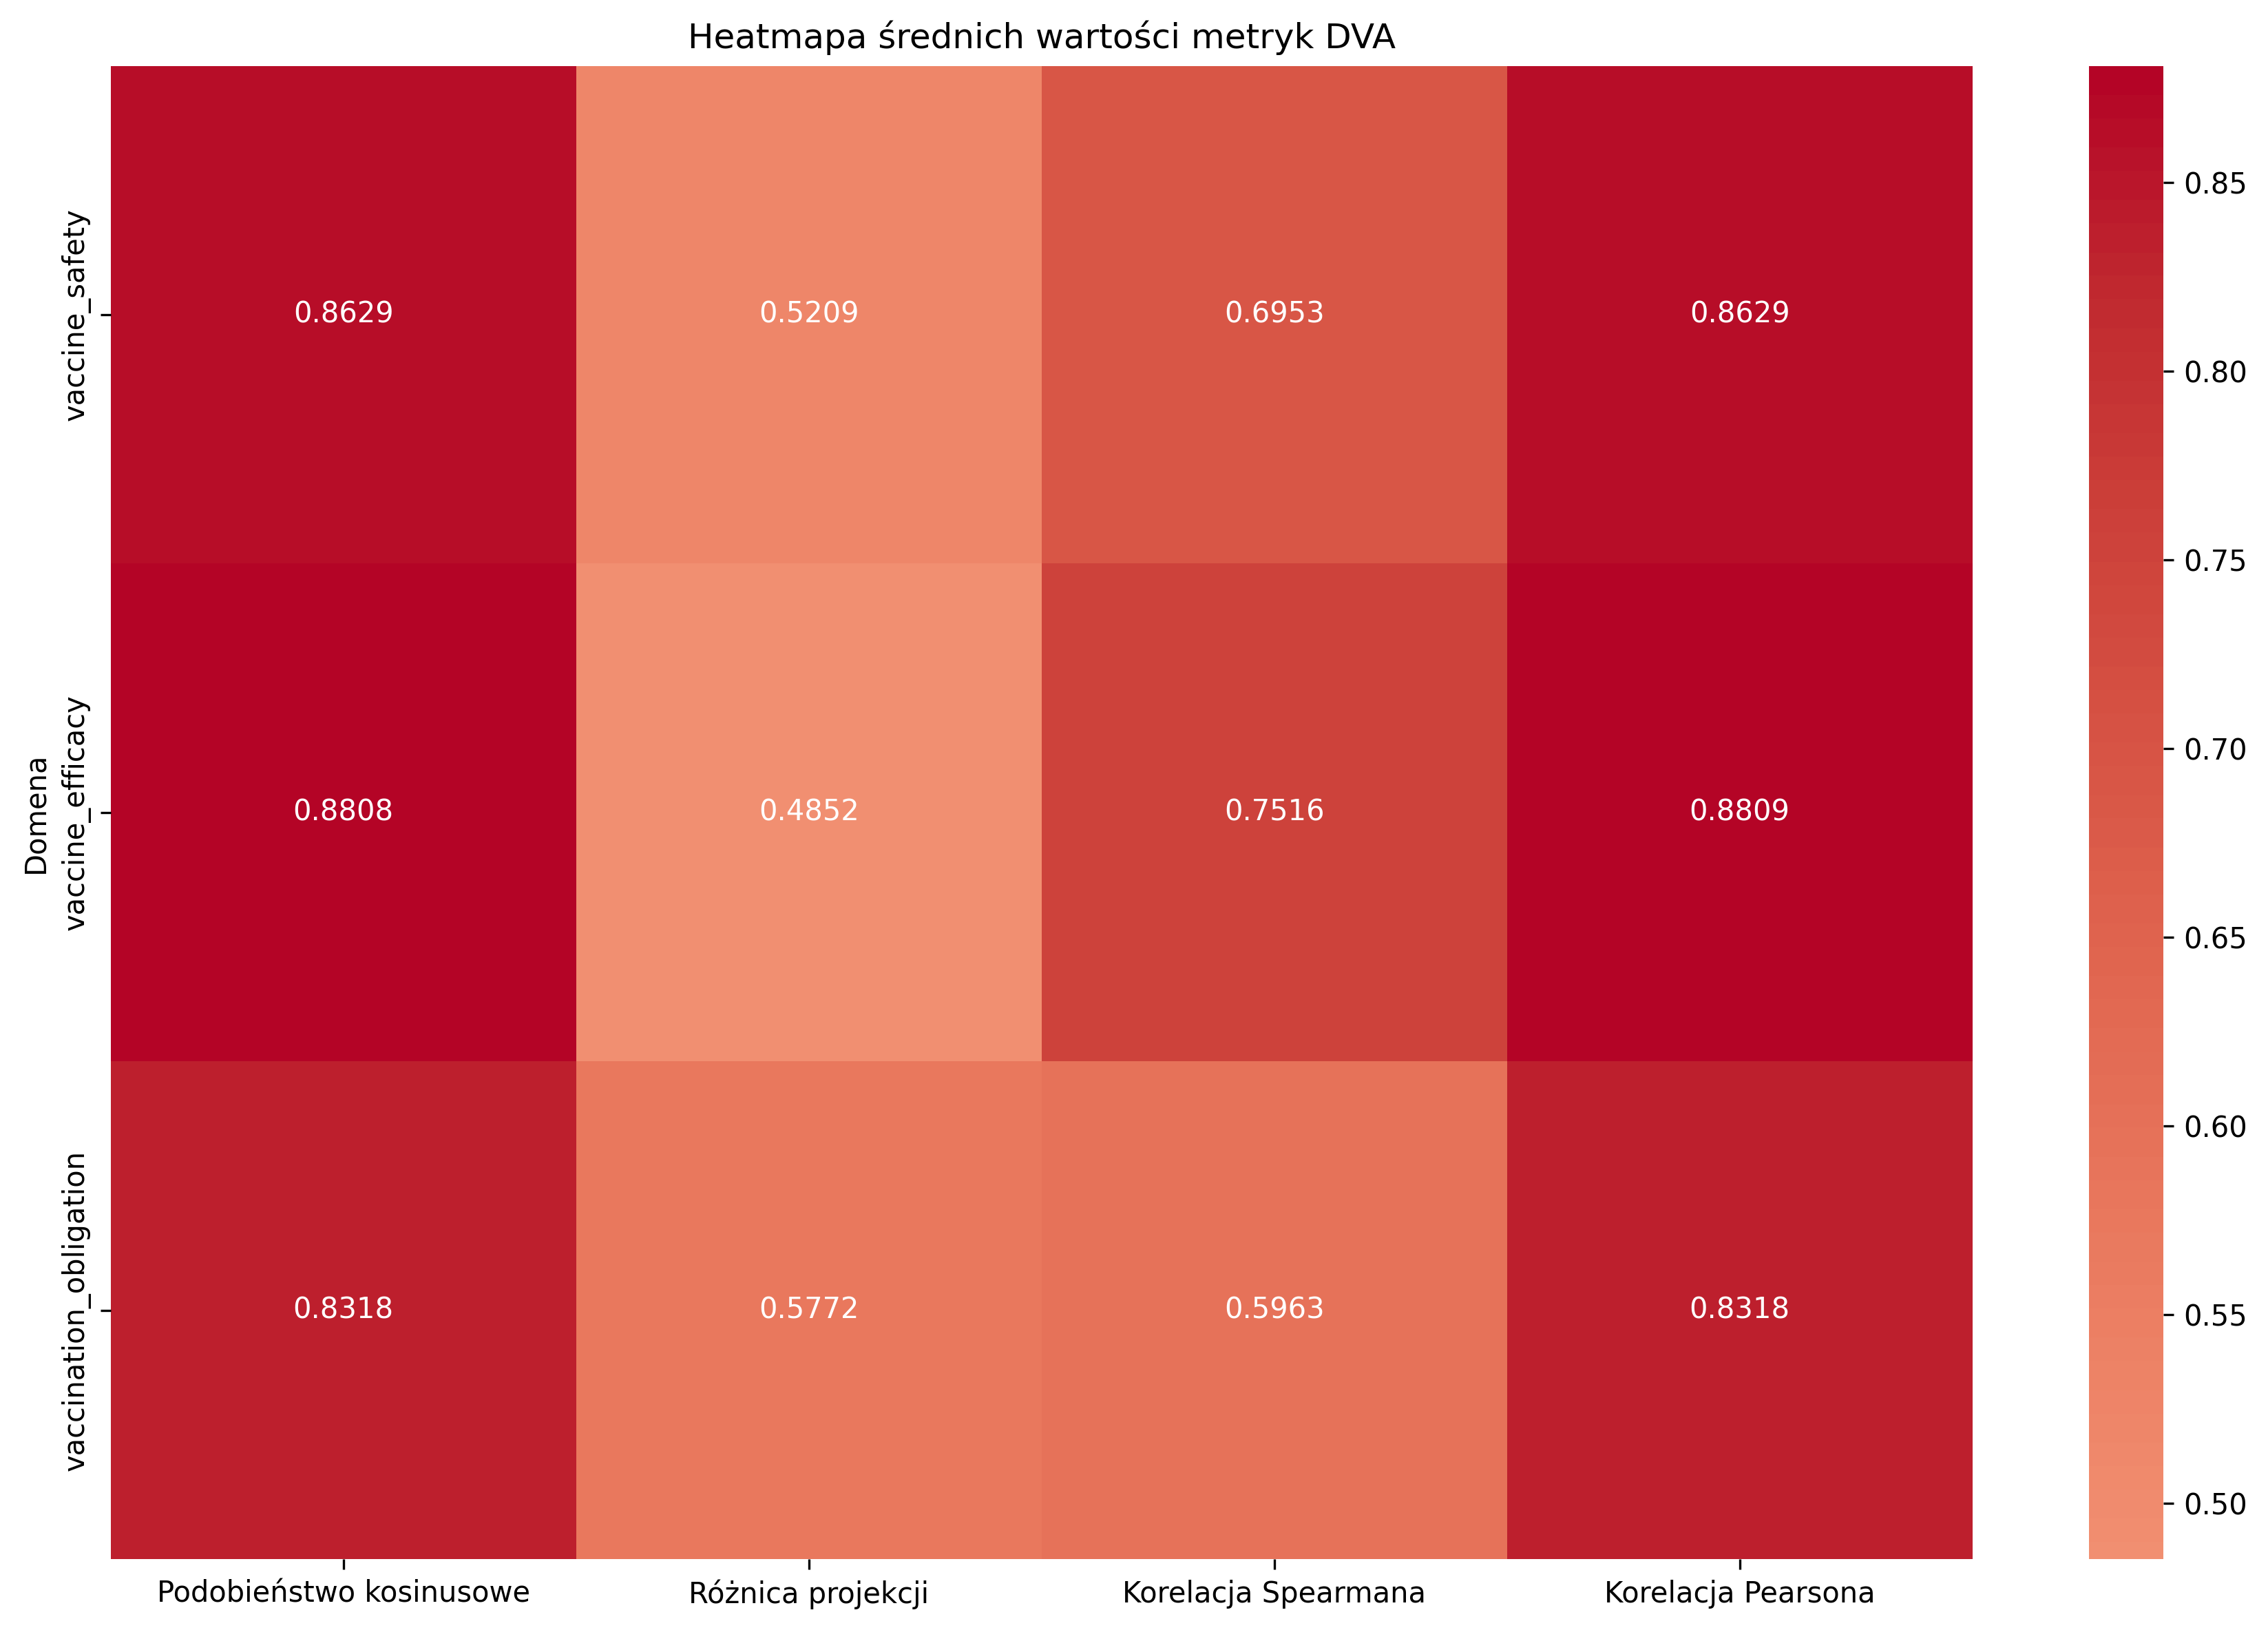 Heatmapa średnich wartości metryk DVA
Domena
vaccine_safety
0.8629 0.5209 0.6953 0.8629
vaccine_efficacy
0.8808 0.4852 0.7516 0.8809
vaccination_obligation
0.8318 0.5772 0.5963 0.8318
Podobieństwo kosinusowe Różnica projekcji Korelacja Spearmana Korelacja Pearsona
0.85
0.80
0.75
0.70
0.65
0.60
0.55
0.50